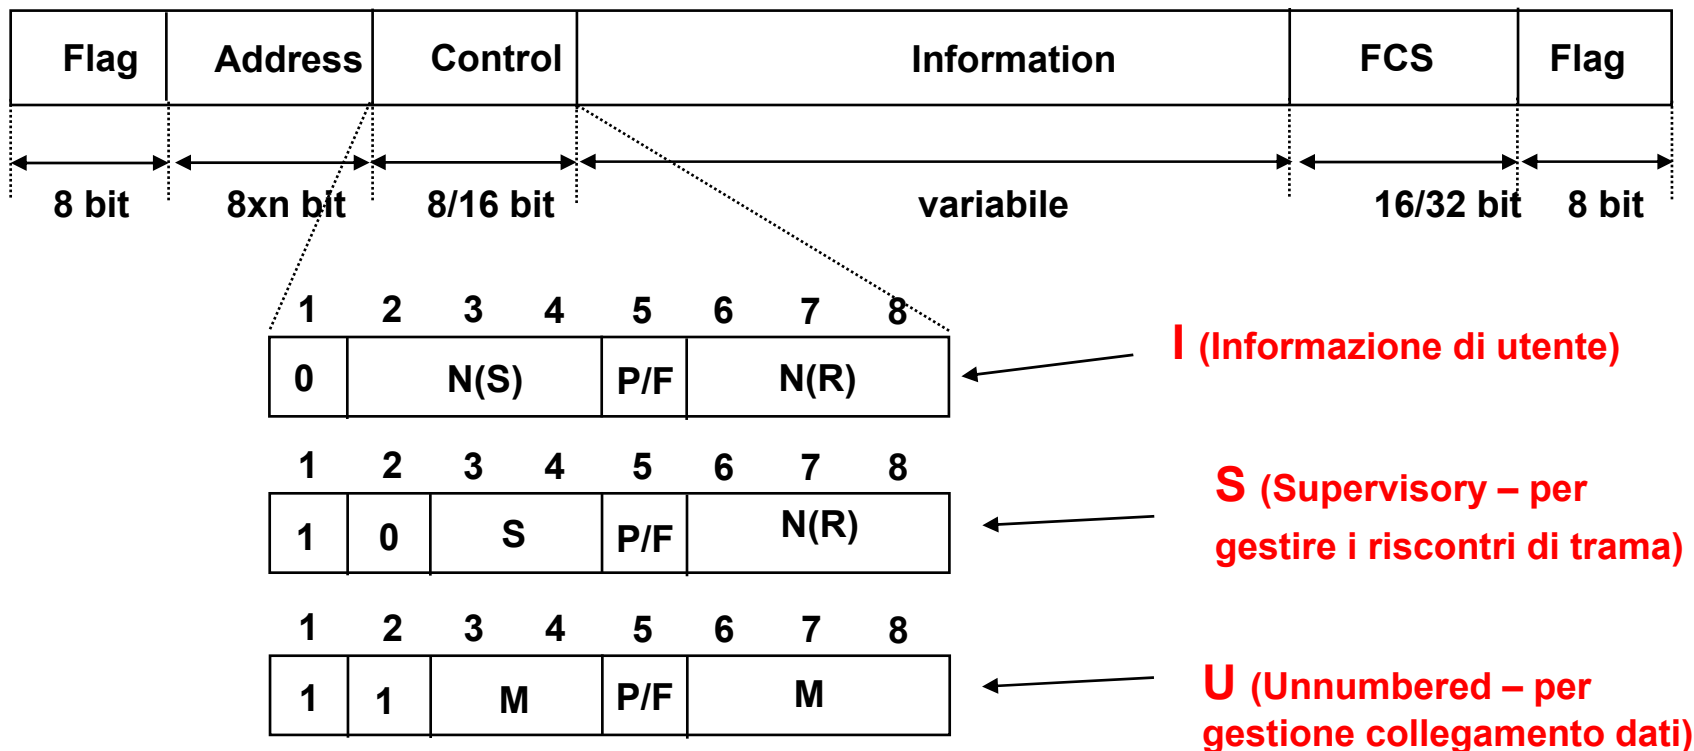 Flag Address Control Information FCS Flag
8 bit 8xn bit 8/16 bit variabile 16/32 bit 8 bit
1 2 3 4 5 6 7 8
0 N(S) P/F N(R)
I (Informazione di utente)
1 2 3 4 5 6 7 8
1 0 S P/F N(R)
S (Supervisory – per
gestire i riscontri di trama)
1 2 3 4 5 6 7 8
1 1 M P/F M
U (Unnumbered – per
gestione collegamento dati)